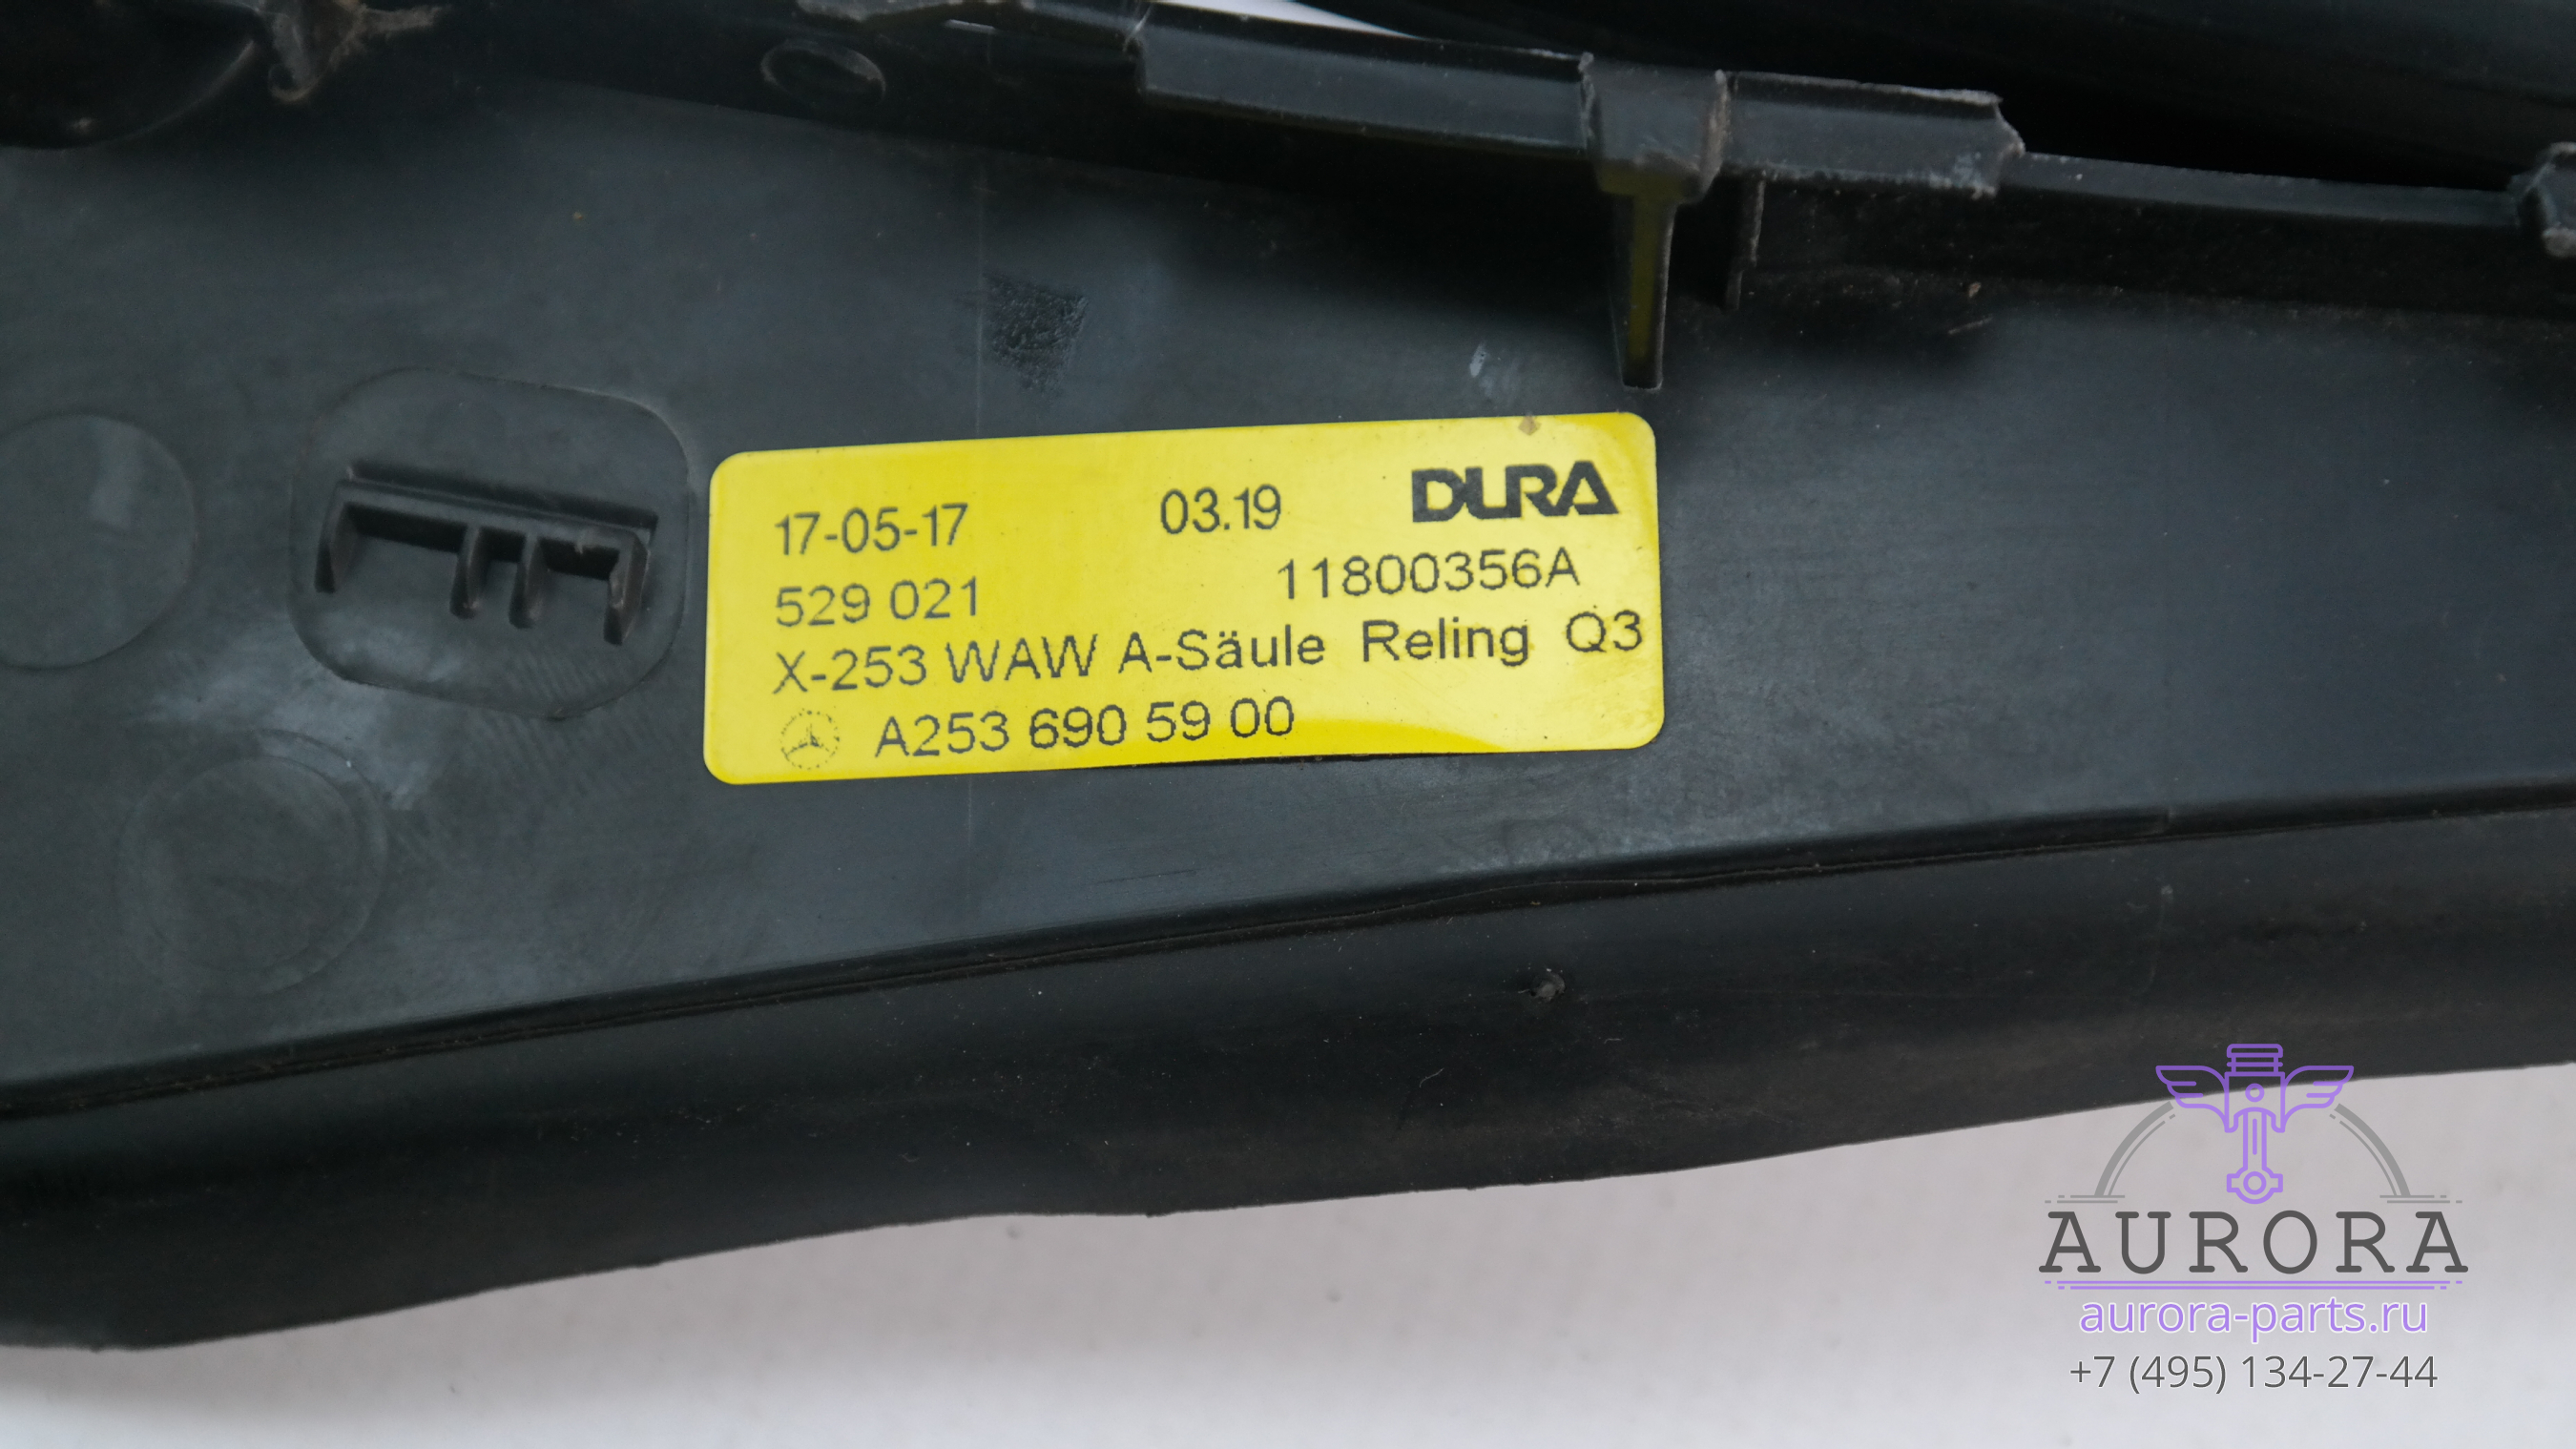 17-05-17 03.19 DURA
529 021 11800356A
X-253 WAW A-Säule Reling Q3
A253 690 59 00
AURORA
aurora-parts.ru
+7 (495) 134-27-44